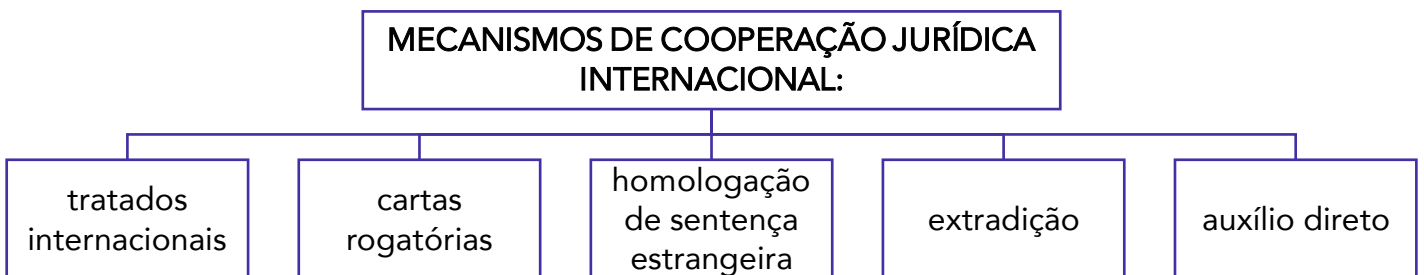 MECANISMOS DE COOPERAÇÃO JURÍDICA
INTERNACIONAL:
tratados
internacionais
cartas
rogatórias
homologação
de sentença
estrangeira
extradição
auxílio direto